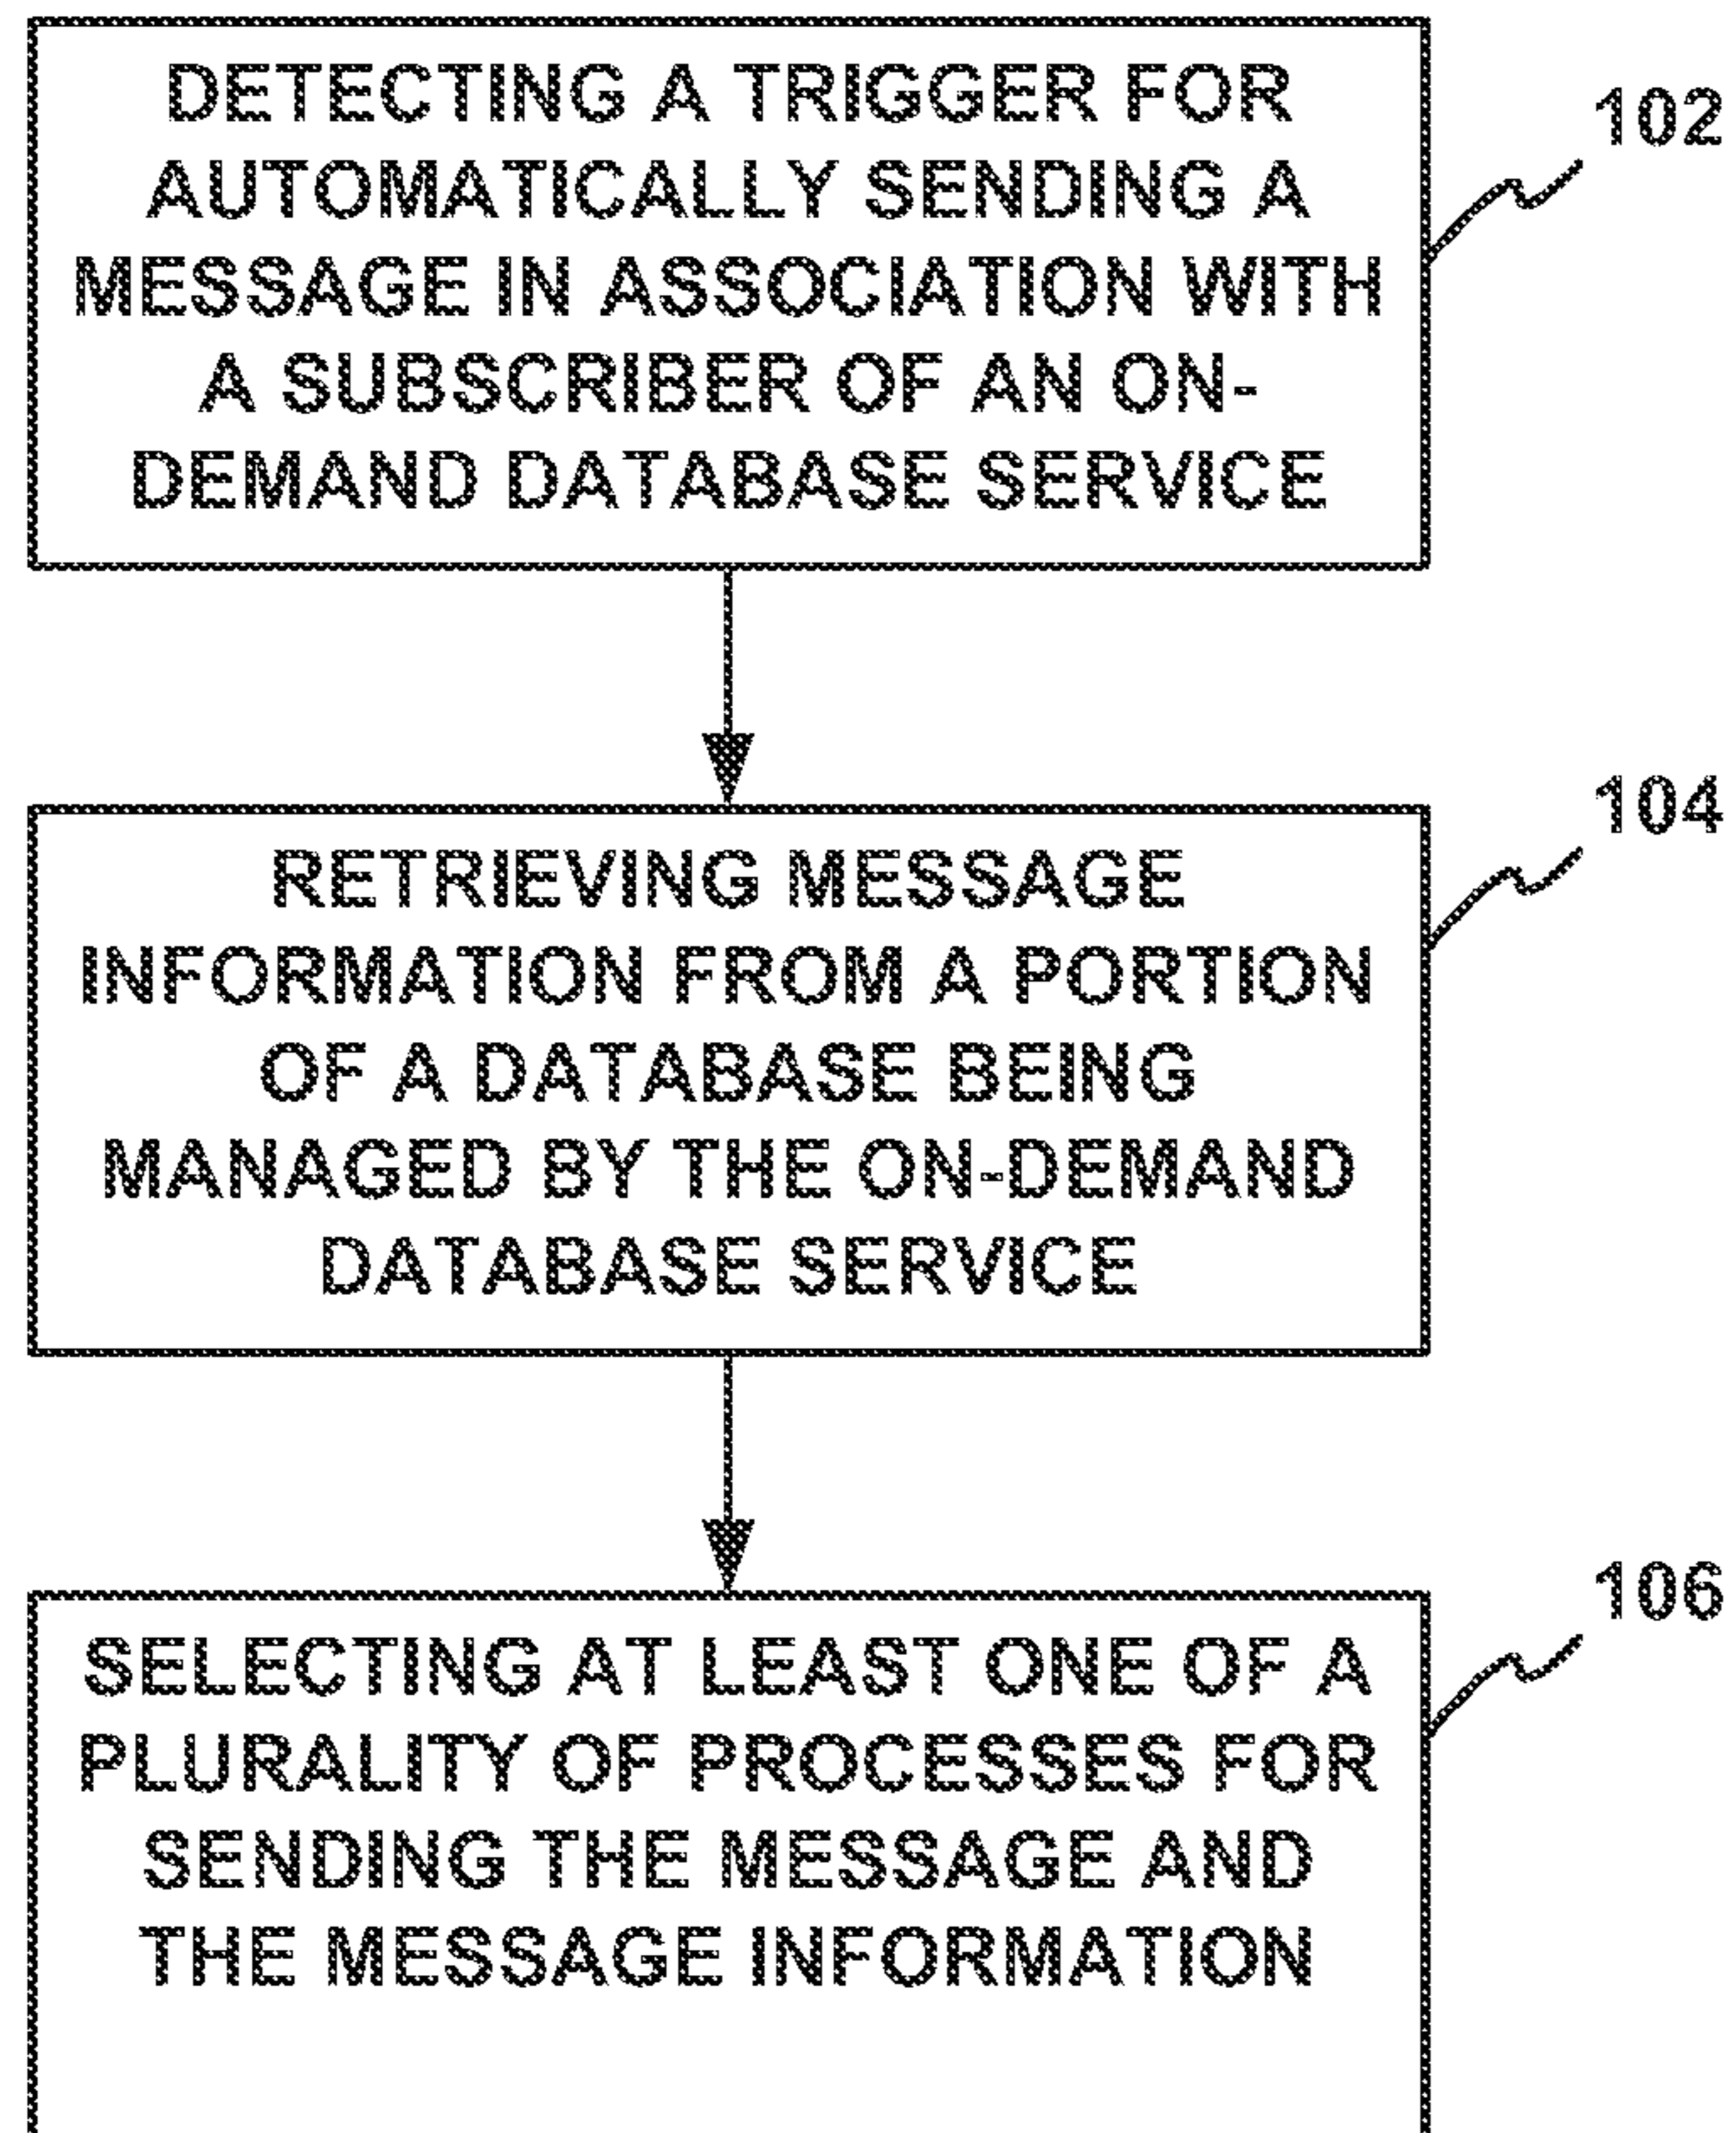 DETECTING A TRIGGER FOR
AUTOMATICALLY SENDING A
MESSAGE IN ASSOCIATION WITH
A SUBSCRIBER OF AN ON-
DEMAND DATABASE SERVICE
102
RETRIEVING MESSAGE
INFORMATION FROM A PORTION
OF A DATABASE BEING
MANAGED BY THE ON-DEMAND
DATABASE SERVICE
104
SELECTING AT LEAST ONE OF A
PLURALITY OF PROCESSES FOR
SENDING THE MESSAGE AND
THE MESSAGE INFORMATION
106